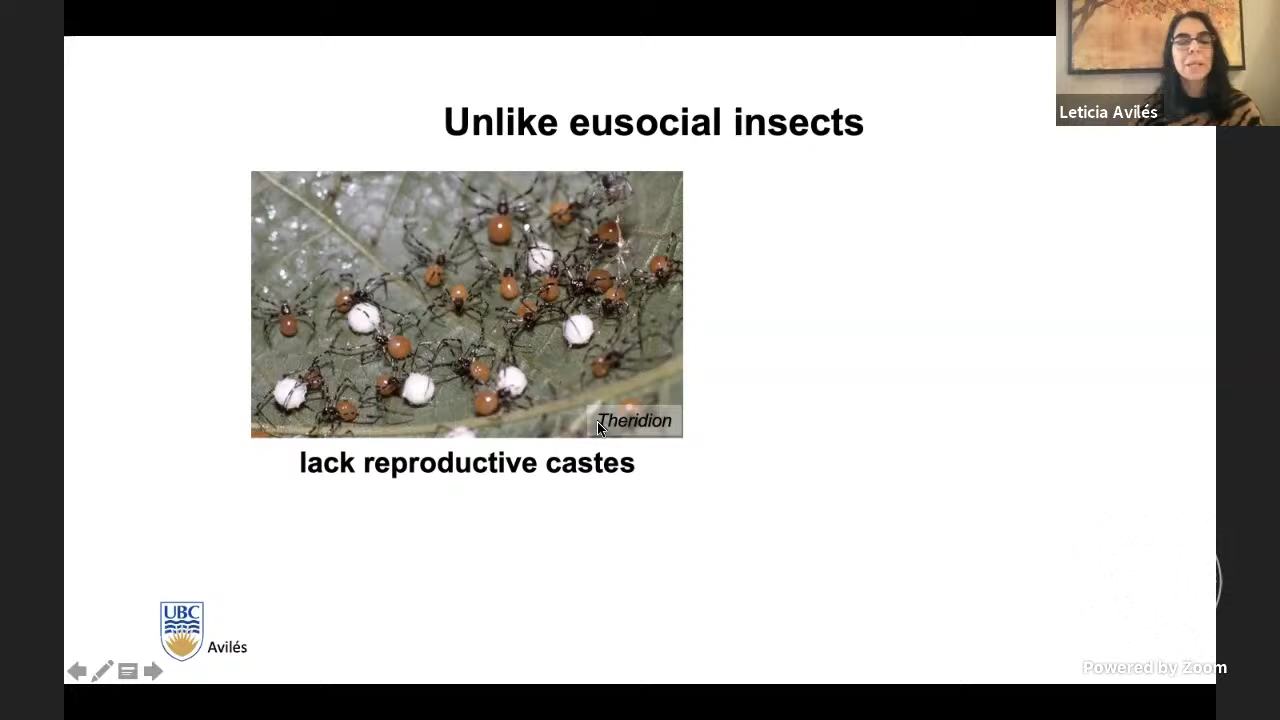 Leticia Avilés
Unlike eusocial insects
Theridion
lack reproductive castes
UBC
Avilés
Powered by Zoom